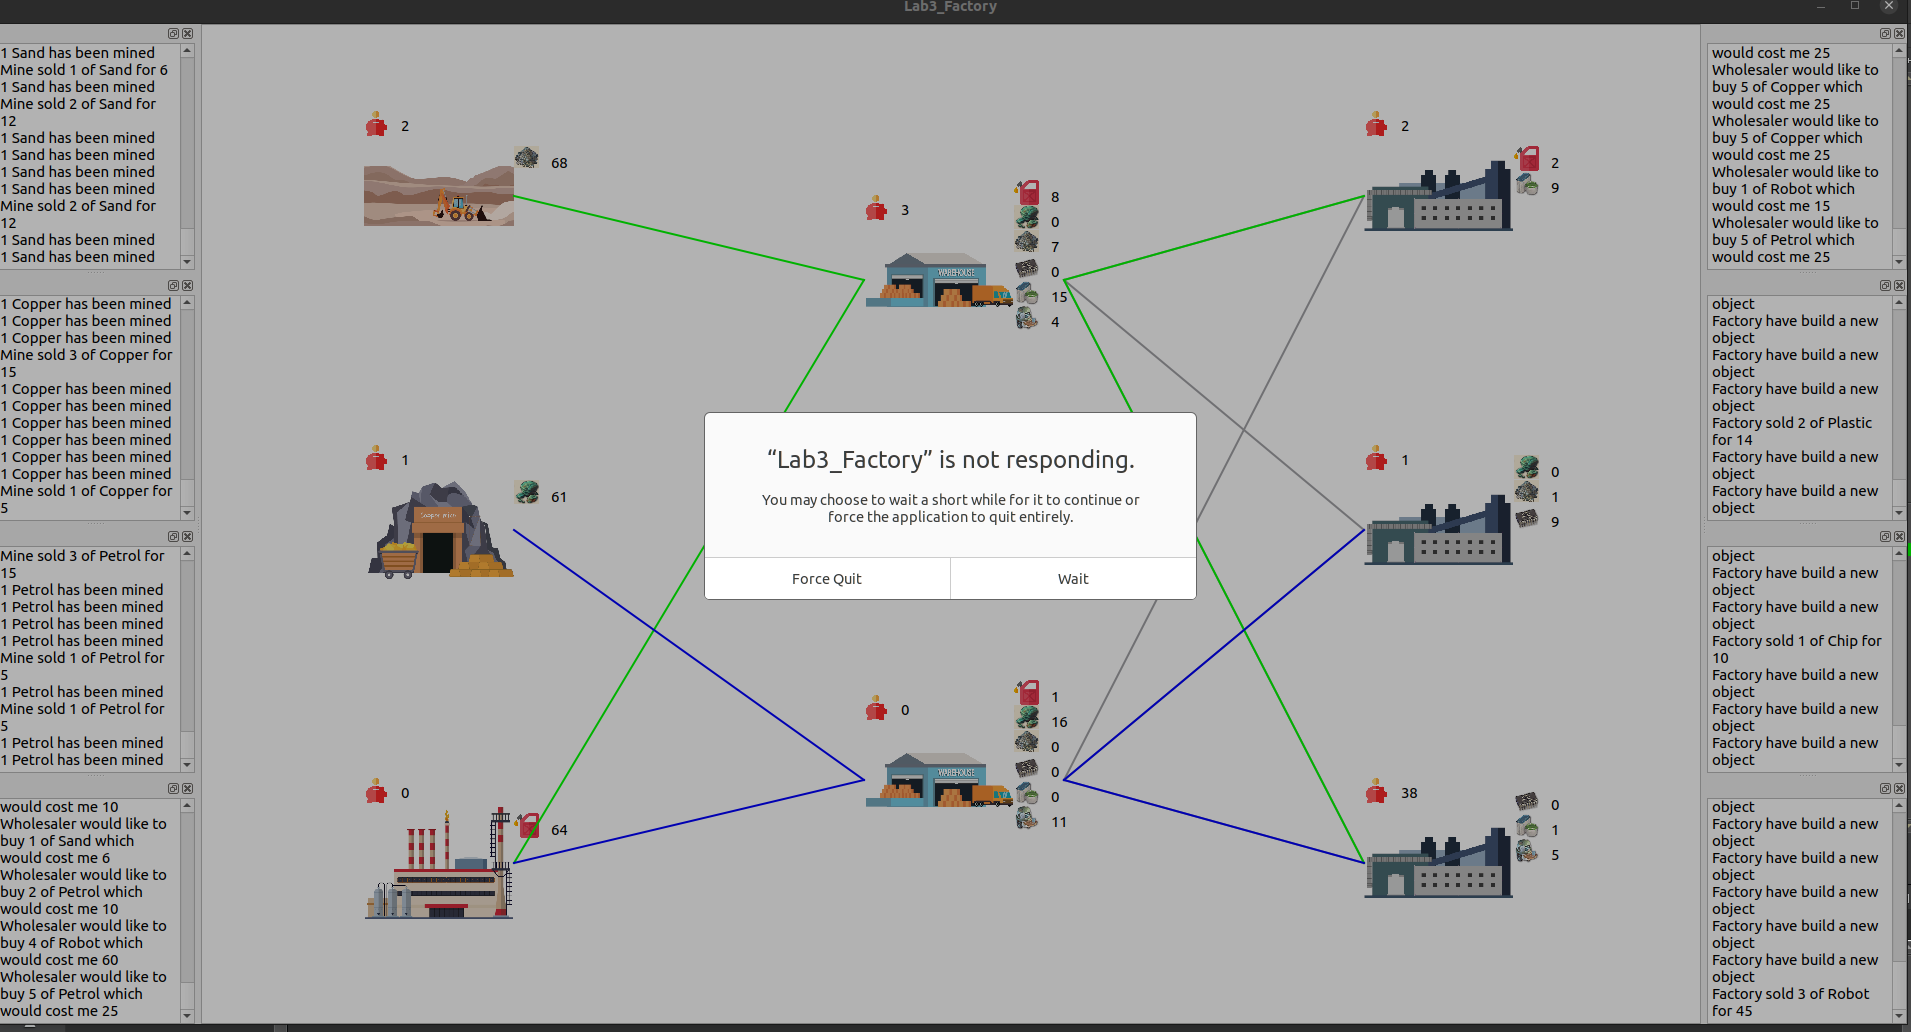 Lab3_Factory
1 Sand has been mined
Mine sold 1 of Sand for 6
1 Sand has been mined
Mine sold 2 of Sand for
12
1 Sand has been mined
1 Sand has been mined
1 Sand has been mined
1 Sand has been mined
Mine sold 2 of Sand for
12
1 Sand has been mined
1 Sand has been mined
1 Copper has been mined
1 Copper has been mined
1 Copper has been mined
Mine sold 3 of Copper for
15
1 Copper has been mined
1 Copper has been mined
1 Copper has been mined
1 Copper has been mined
1 Copper has been mined
1 Copper has been mined
Mine sold 1 of Copper for
5
Mine sold 3 of Petrol for
15
1 Petrol has been mined
1 Petrol has been mined
1 Petrol has been mined
1 Petrol has been mined
Mine sold 1 of Petrol for
5
1 Petrol has been mined
Mine sold 1 of Petrol for
5
1 Petrol has been mined
1 Petrol has been mined
would cost me 10
Wholesaler would like to
buy 1 of Sand which
would cost me 6
Wholesaler would like to
buy 2 of Petrol which
would cost me 10
Wholesaler would like to
buy 4 of Robot which
would cost me 60
Wholesaler would like to
buy 5 of Petrol which
would cost me 25
2
68
1
61
Copper mine
0
64
3
8
0
7
0
15
4
WAREHOUSE
“Lab3_Factory” is not responding.
You may choose to wait a short while for it to continue or
force the application to quit entirely.
Force Quit
Wait
0
1
16
0
0
0
11
WAREHOUSE
2
2
9
1
0
1
9
38
0
1
5
would cost me 25
Wholesaler would like to
buy 5 of Copper which
would cost me 25
Wholesaler would like to
buy 5 of Copper which
would cost me 25
Wholesaler would like to
buy 1 of Robot which
would cost me 15
Wholesaler would like to
buy 5 of Petrol which
would cost me 25
object
Factory have build a new
object
Factory have build a new
object
Factory have build a new
object
Factory sold 2 of Plastic
for 14
Factory have build a new
object
Factory have build a new
object
object
Factory have build a new
object
Factory have build a new
object
Factory sold 1 of Chip for
10
Factory have build a new
object
Factory have build a new
object
Factory have build a new
object
object
Factory have build a new
object
Factory have build a new
object
Factory have build a new
object
Factory have build a new
object
Factory have build a new
object
Factory sold 3 of Robot
for 45